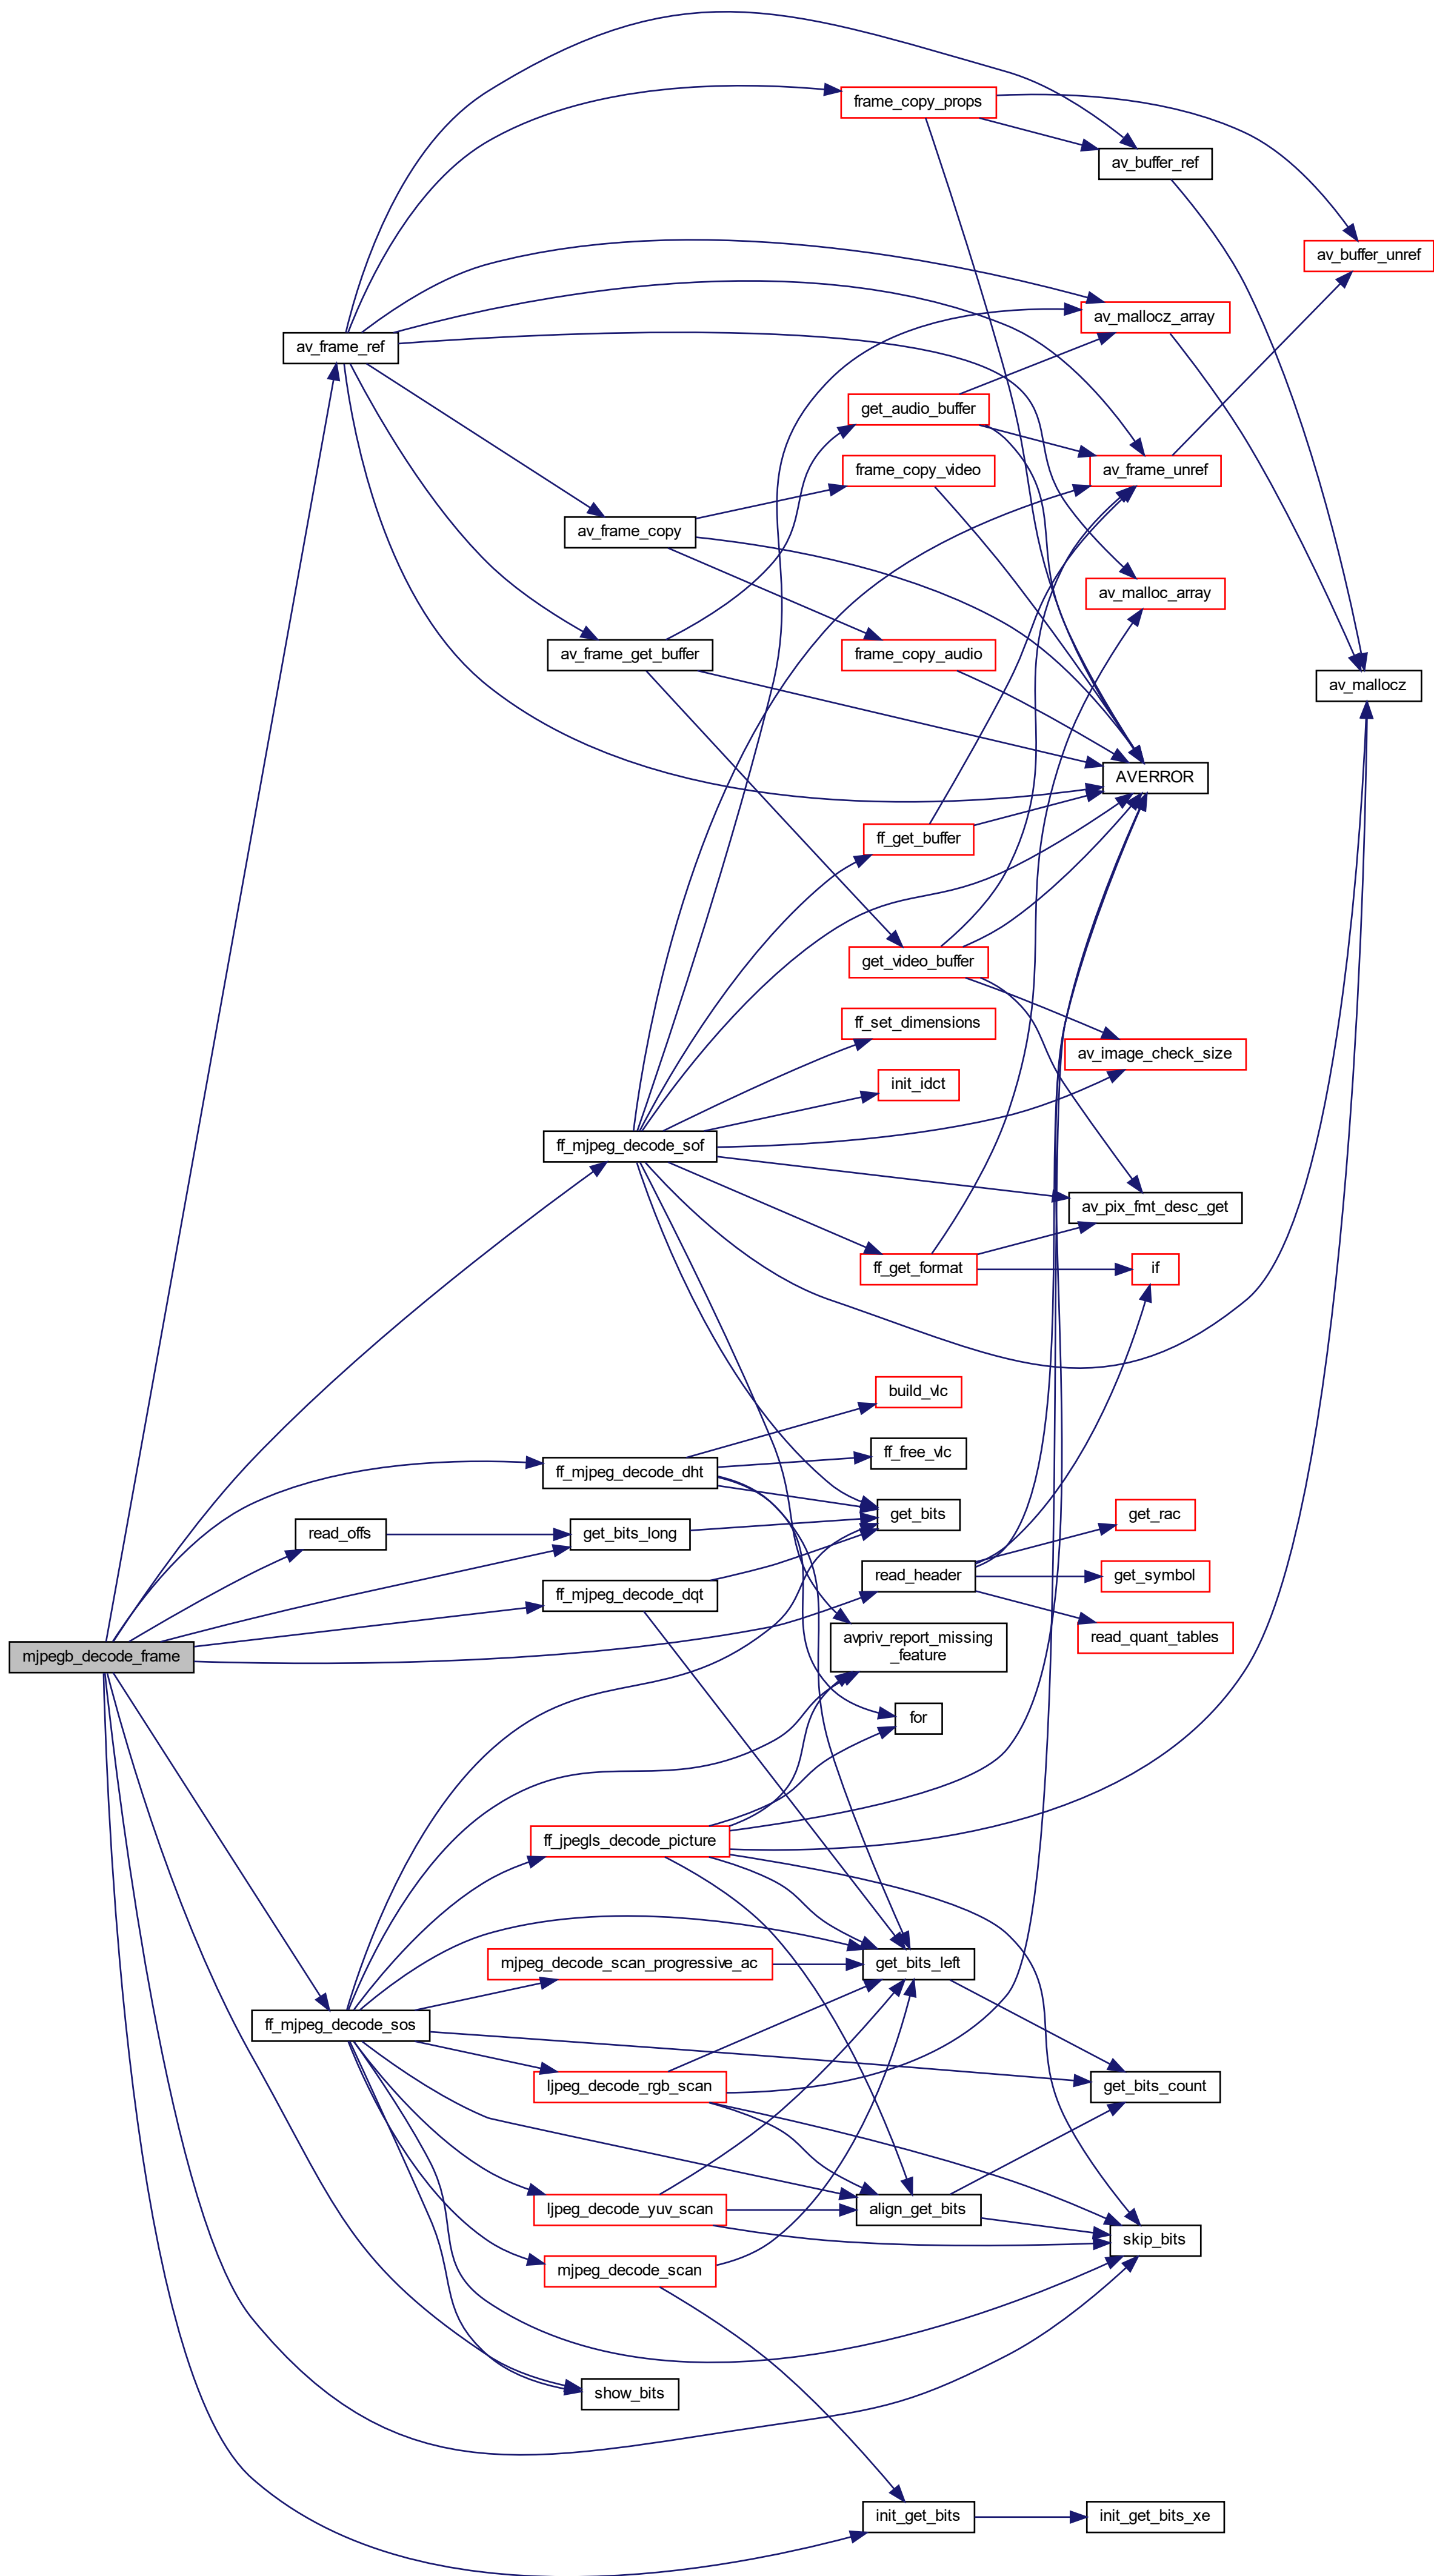 frame_copy_props
av_buffer_ref
av_buffer_unref
av_mallocz_array
av_frame_ref
get_audio_buffer
frame_copy_video
av_frame_unref
av_frame_copy
av_malloc_array
av_frame_get_buffer
frame_copy_audio
av_mallocz
AVERROR
ff_get_buffer
get_video_buffer
ff_set_dimensions
av_image_check_size
init_idct
ff_mjpeg_decode_sof
av_pix_fmt_desc_get
ff_get_format
if
build_vlc
ff_free_vlc
ff_mjpeg_decode_dht
get_bits
get_rac
read_offs
get_bits_long
read_header
get_symbol
ff_mjpeg_decode_dqt
read_quant_tables
avpriv_report_missing
_feature
mjpegb_decode_frame
for
ff_jpegls_decode_picture
get_bits_left
mjpeg_decode_scan_progressive_ac
ff_mjpeg_decode_sos
ljpeg_decode_rgb_scan
get_bits_count
ljpeg_decode_yuv_scan
align_get_bits
skip_bits
mjpeg_decode_scan
show_bits
init_get_bits
init_get_bits_xe